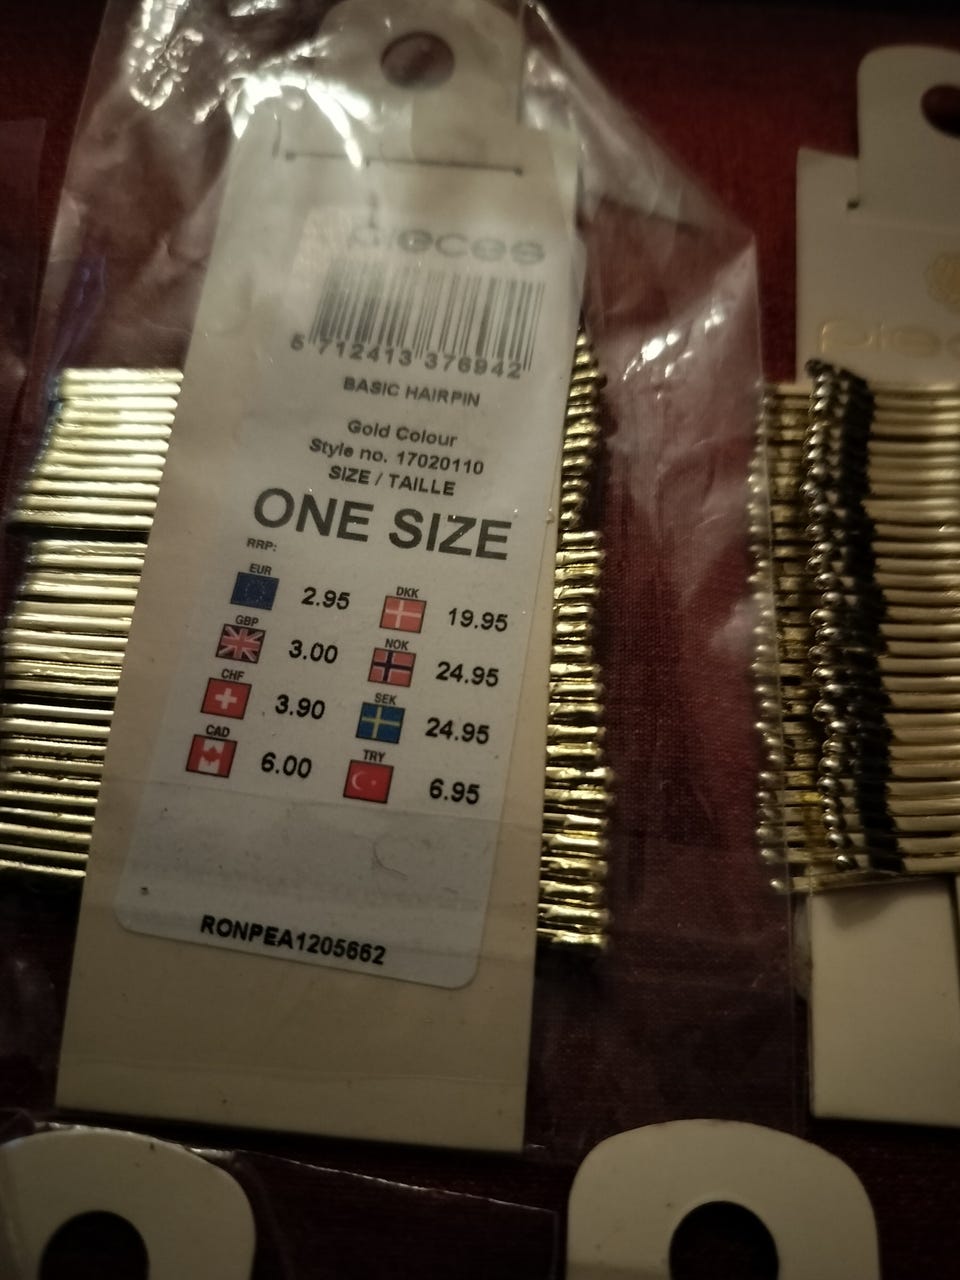 pieces
5 712413 376942
BASIC HAIRPIN
Gold Colour
Style no. 17020110
SIZE / TAILLE
ONE SIZE
RRP:
EUR 2.95 DKK 19.95
GBP 3.00 NOK 24.95
CHF 3.90 SEK 24.95
CAD 6.00 TRY 6.95
RONPEA1205662